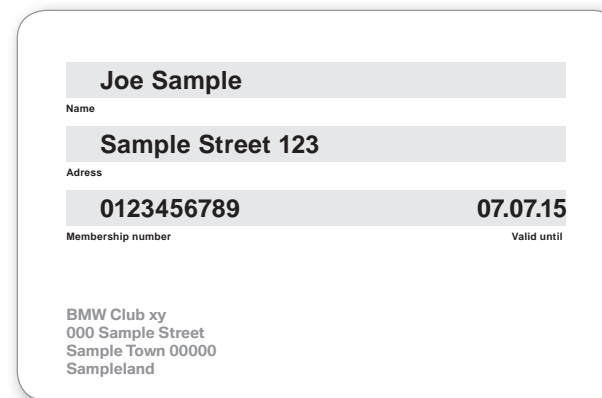 Joe Sample
Name
Sample Street 123
Adress
0123456789 07.07.15
Membership number Valid until
BMW Club xy
000 Sample Street
Sample Town 00000
Sampleland